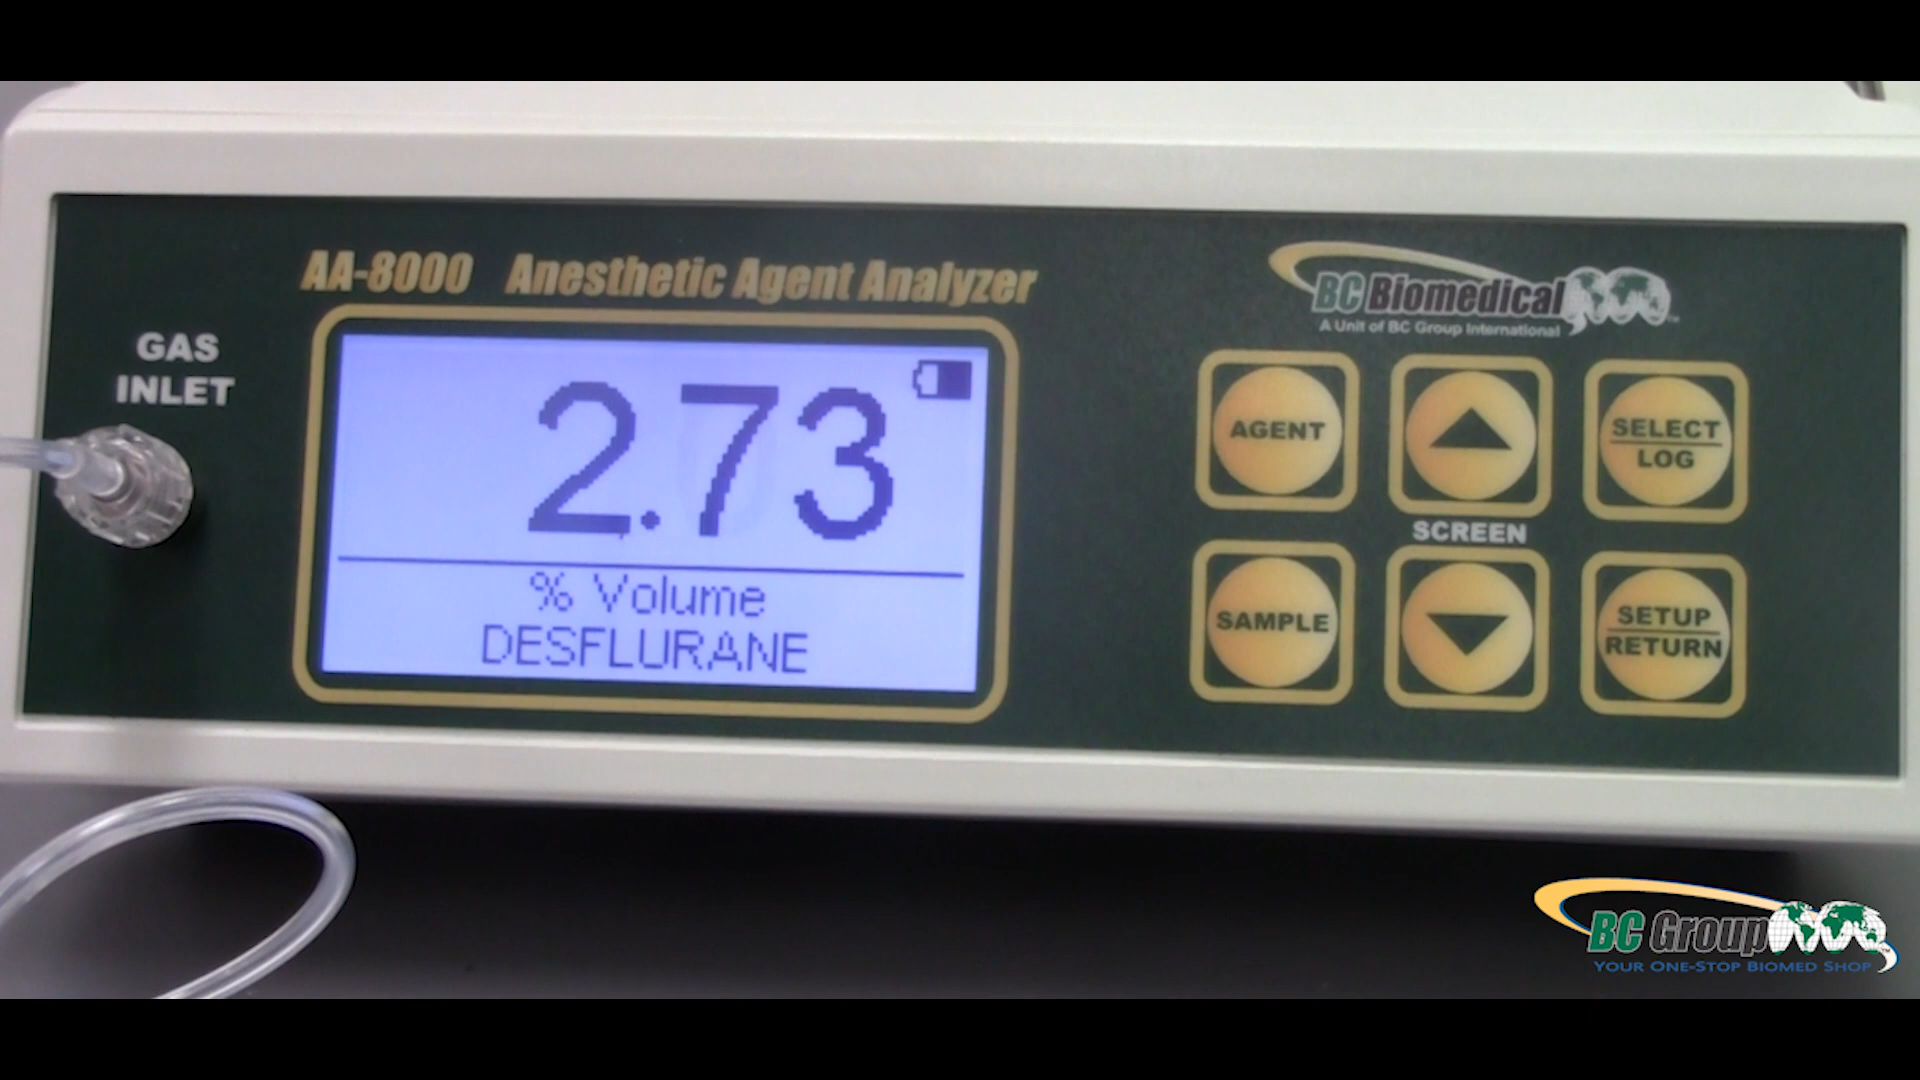 AA-8000 Anesthetic Agent Analyzer
BC Biomedical
A Unit of BC Group International
GAS
INLET
2.73
% Volume
DESFLURANE
AGENT
SELECT
LOG
SCREEN
SAMPLE
SETUP
RETURN
BC Group
YOUR ONE-STOP BIOMED SHOP